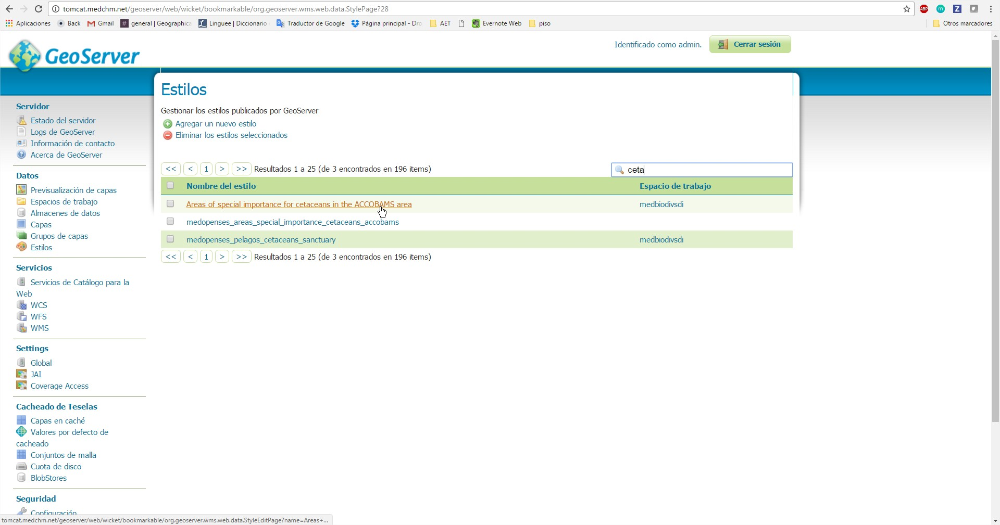 tomcat.medchm.net/geoserver/web/wicket/bookmarkable/org.geoserver.wms.web.data.StylePage?28
ABP m Z
Aplicaciones Back Gmail # general | Geographica Linguee | Diccionario Traductor de Google Página principal - Dro AET Evernote Web piso Otros marcadores
GeoServer
Identificado como admin. Cerrar sesión
Servidor
Estado del servidor
Logs de GeoServer
Información de contacto
Acerca de GeoServer
Datos
Previsualización de capas
Espacios de trabajo
Almacenes de datos
Capas
Grupos de capas
Estilos
Servicios
Servicios de Catálogo para la
Web
WCS
WFS
WMS
Settings
Global
JAI
Coverage Access
Cacheado de Teselas
Capas en caché
Valores por defecto de
cacheado
Conjuntos de malla
Cuota de disco
BlobStores
Seguridad
Configuración
Estilos
Gestionar los estilos publicados por GeoServer
Agregar un nuevo estilo
Eliminar los estilos seleccionados
<< < 1 > >> Resultados 1 a 25 (de 3 encontrados en 196 items) ceta
Nombre del estilo Espacio de trabajo
Areas of special importance for cetaceans in the ACCOBAMS area medbiodivsdi
medopenses_areas_special_importance_cetaceans_accobams
medopenses_pelagos_cetaceans_sanctuary medbiodivsdi
<< < 1 > >> Resultados 1 a 25 (de 3 encontrados en 196 items)
tomcat.medchm.net/geoserver/web/wicket/bookmarkable/org.geoserver.wms.web.data.StyleEditPage?name=Areas+...